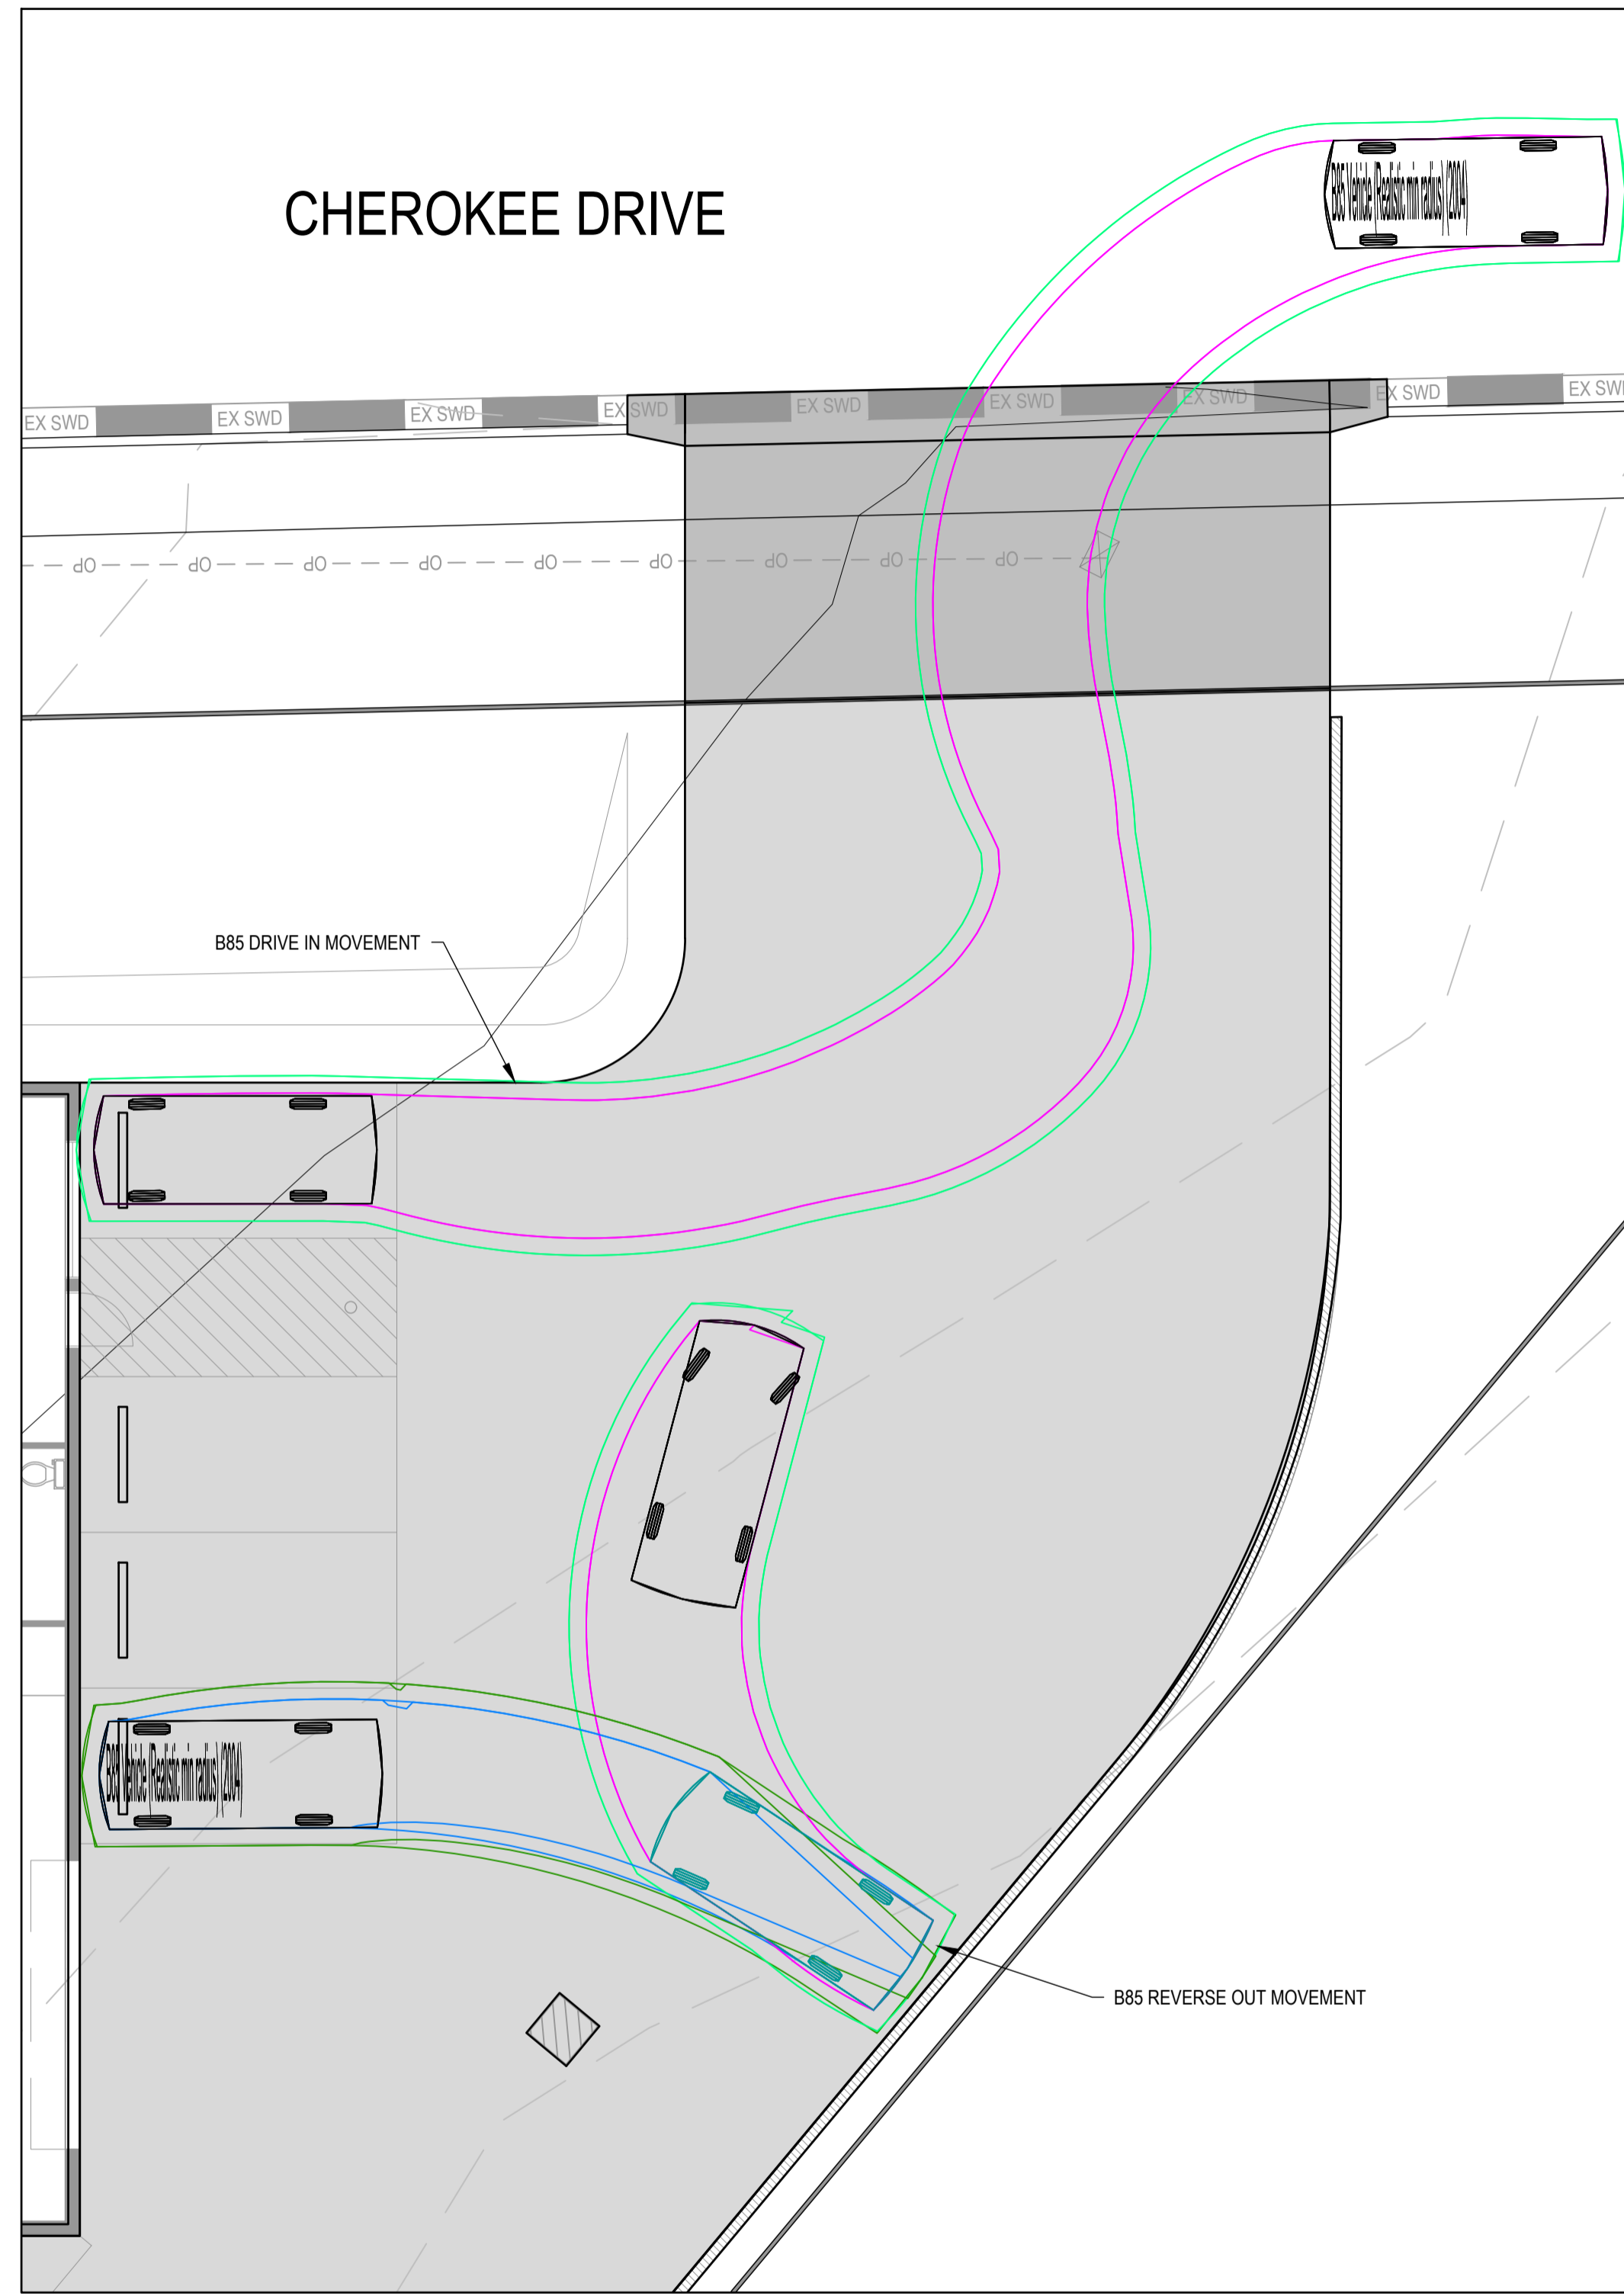 B85 Vehicle (Realistic min radius) (2004)
CHEROKEE DRIVE
EX SWD EX SWD EX SWD EX SWD EX SWD EX SWD EX SWD EX SWD
OP OP OP OP OP OP OP OP OP
B85 DRIVE IN MOVEMENT
B85 Vehicle (Realistic min radius) (2004)
B85 REVERSE OUT MOVEMENT